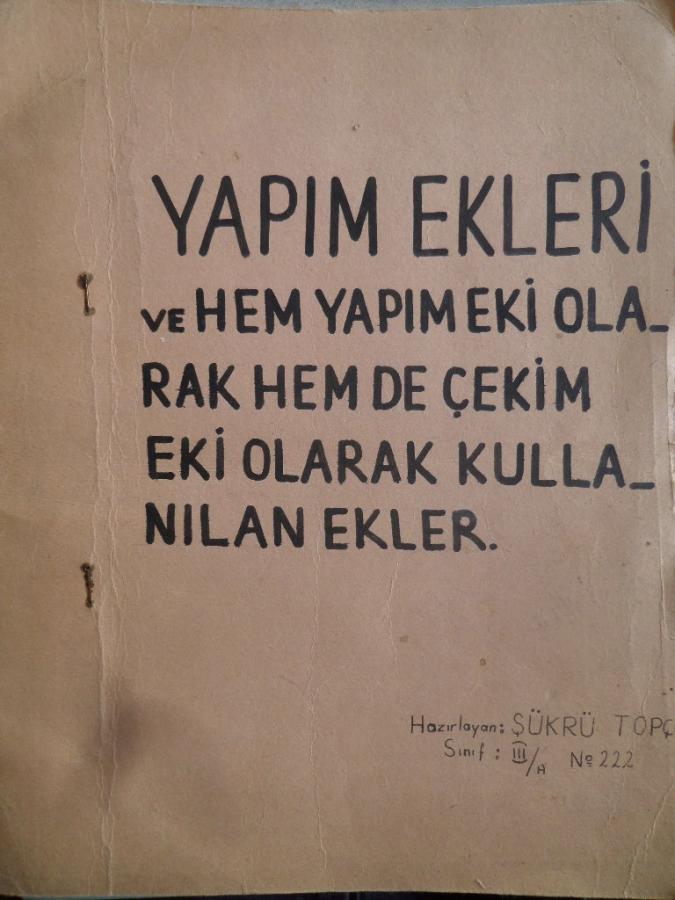 YAPIM EKLERİ
VE HEM YAPIM EKİ OLA_
RAK HEM DE ÇEKİM
EKİ OLARAK KULLA_
NILAN EKLER.
Hazırlayan: ŞÜKRÜ TOPÇ
Sınıf : III/A № 222